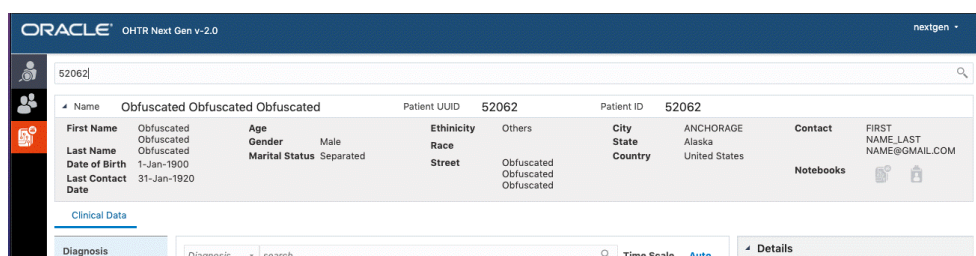 ORACLE OHTR Next Gen v-2.0 nextgen
52062
Name Obfuscated Obfuscated Obfuscated Patient UUID 52062 Patient ID 52062
First Name Obfuscated Age Ethinicity Others City ANCHORAGE Contact FIRST
Obfuscated Gender Male Race State Alaska NAME_LAST
Last Name Obfuscated Marital Status Separated Country United States NAME@GMAIL.COM
Date of Birth 1-Jan-1900 Street Obfuscated
Last Contact 31-Jan-1920 Obfuscated Notebooks
Date Obfuscated
Clinical Data
Diagnosis Diagnosis search Time Scale Auto Details